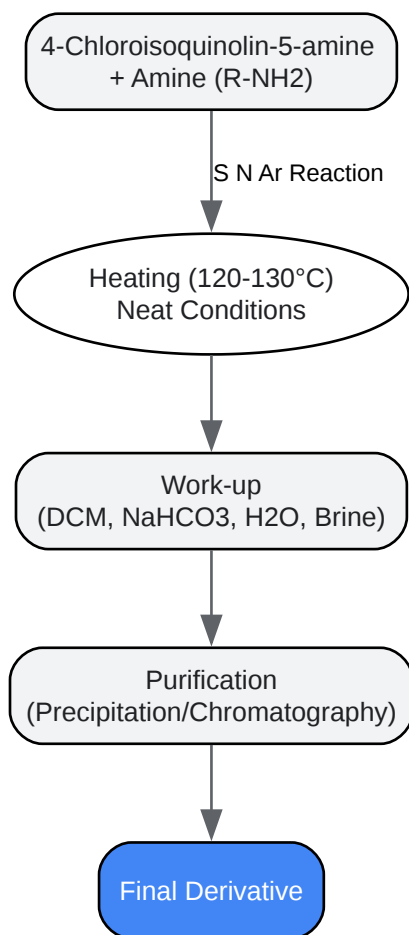 4-Chloroisoquinolin-5-amine
+ Amine (R-NH2)
S N Ar Reaction
Heating (120-130°C)
Neat Conditions
Work-up
(DCM, NaHCO3, H2O, Brine)
Purification
(Precipitation/Chromatography)
Final Derivative